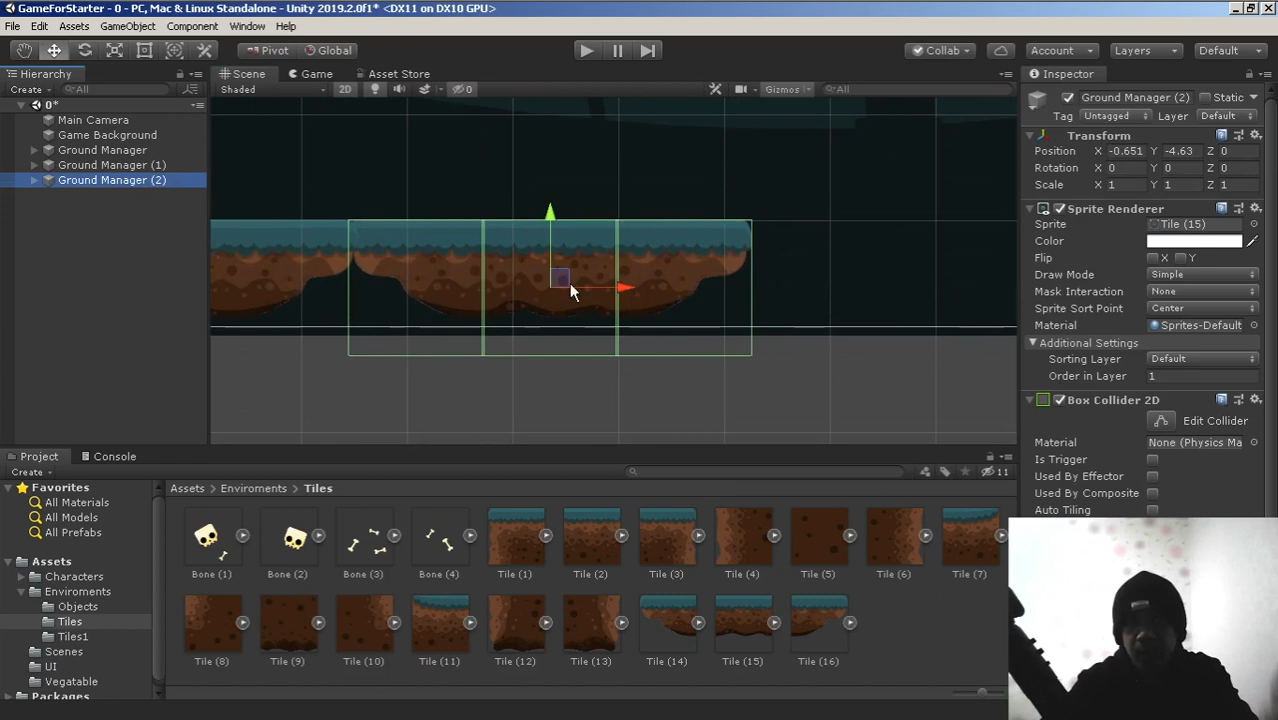 GameForStarter - 0 - PC, Mac & Linux Standalone - Unity 2019.2.0f1* <DX11 on DX10 GPU>
File Edit Assets GameObject Component Window Help
Pivot Global Collab Account Layers Default
Hierarchy Scene Game Asset Store Inspector
Create All Shaded 2D 0 Gizmos All
Ground Manager (2) Static
0*
Tag Untagged Layer Default
Main Camera
Game Background
Transform
Ground Manager
Position X -0.651 Y -4.63 Z 0
Ground Manager (1)
Rotation X 0 Y 0 Z 0
Ground Manager (2)
Scale X 1 Y 1 Z 1
Sprite Renderer
Sprite Tile (15)
Color
Flip X Y
Draw Mode Simple
Mask Interaction None
Sprite Sort Point Center
Material Sprites-Default
Additional Settings
Sorting Layer Default
Order in Layer 1
Box Collider 2D
Edit Collider
Material None (Physics Ma
Is Trigger
Used By Effector
Used By Composite
Auto Tiling
Project Console
Create 11
Favorites
All Materials
All Models
All Prefabs
Assets
Characters
Enviroments
Objects
Tiles
Tiles1
Scenes
UI
Vegatable
Packages
Assets Enviroments Tiles
Bone (1) Bone (2) Bone (3) Bone (4) Tile (1) Tile (2) Tile (3) Tile (4) Tile (5) Tile (6) Tile (7)
Tile (8) Tile (9) Tile (10) Tile (11) Tile (12) Tile (13) Tile (14) Tile (15) Tile (16)